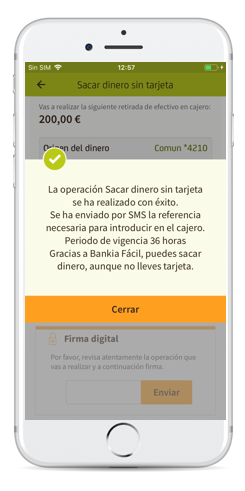 Sin SIM 12:57
Sacar dinero sin tarjeta
Vas a realizar la siguiente retirada de efectivo en cajero:
200,00 €
Origen del dinero Comun *4210
La operación Sacar dinero sin tarjeta
se ha realizado con éxito.
Se ha enviado por SMS la referencia
necesaria para introducir en el cajero.
Periodo de vigencia 36 horas
Gracias a Bankia Fácil, puedes sacar
dinero, aunque no lleves tarjeta.
Cerrar
Firma digital
Por favor, revisa atentamente la operación que
vas a realizar y a continuación firma.
Enviar